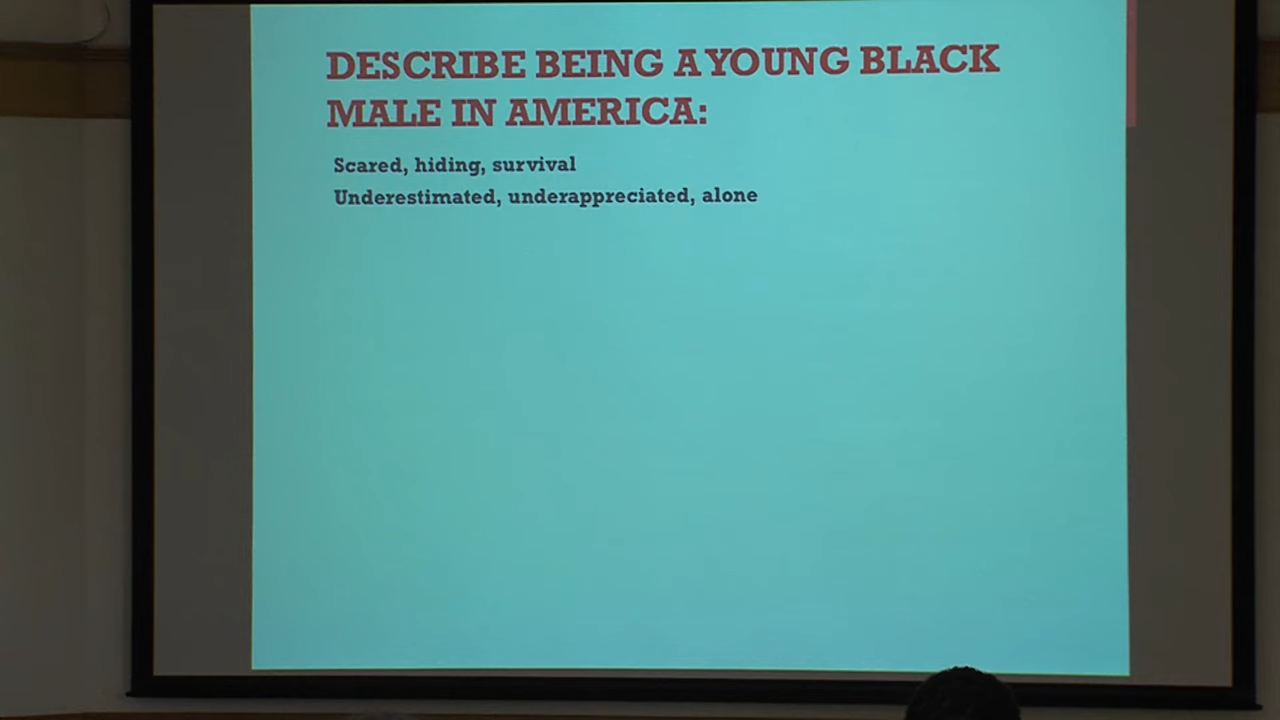 DESCRIBE BEING A YOUNG BLACK
MALE IN AMERICA:
Scared, hiding, survival
Underestimated, underappreciated, alone